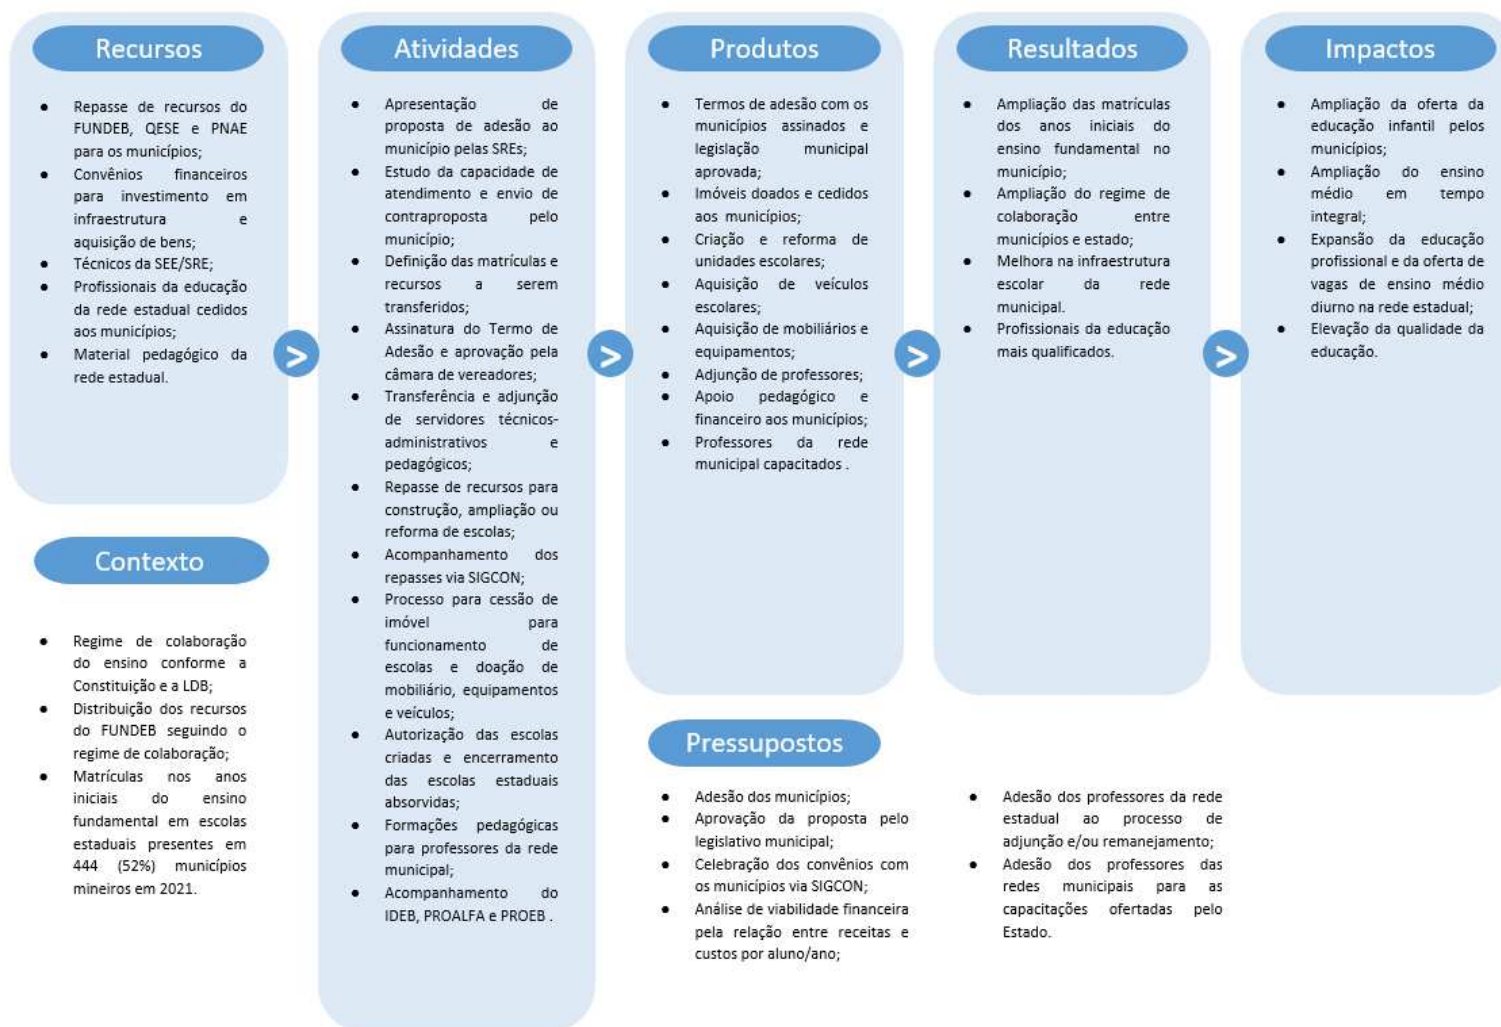 Recursos
● Repasse de recursos do
FUNDEB, QESE e PNAE
para os municípios;
● Convênios financeiros
para investimento em
infraestrutura e
aquisição de bens;
● Técnicos da SEE/SRE;
● Profissionais da educação
da rede estadual cedidos
aos municípios;
● Material pedagógico da
rede estadual.
Contexto
● Regime de colaboração
do ensino conforme a
Constituição e a LDB;
● Distribuição dos recursos
do FUNDEB seguindo o
regime de colaboração;
● Matrículas nos anos
iniciais do ensino
fundamental em escolas
estaduais presentes em
444 (52%) municípios
mineiros em 2021.
>
Atividades
● Apresentação de
proposta de adesão ao
município pelas SREs;
● Estudo da capacidade de
atendimento e envio de
contraproposta pelo
município;
● Definição das matrículas e
recursos a serem
transferidos;
● Assinatura do Termo de
Adesão e aprovação pela
câmara de vereadores;
● Transferência e adjunção
de servidores técnicos-
administrativos e
pedagógicos;
● Repasse de recursos para
construção, ampliação ou
reforma de escolas;
● Acompanhamento dos
repasses via SIGCON;
● Processo para cessão de
imóvel para
funcionamento de
escolas e doação de
mobiliário, equipamentos
e veículos;
● Autorização das escolas
criadas e encerramento
das escolas estaduais
absorvidas;
● Formações pedagógicas
para professores da rede
municipal;
● Acompanhamento do
IDEB, PROALFA e PROEB .
>
Produtos
● Termos de adesão com os
municípios assinados e
legislação municipal
aprovada;
● Imóveis doados e cedidos
aos municípios;
● Criação e reforma de
unidades escolares;
● Aquisição de veículos
escolares;
● Aquisição de mobiliários e
equipamentos;
● Adjunção de professores;
● Apoio pedagógico e
financeiro aos municípios;
● Professores da rede
municipal capacitados .
>
Resultados
● Ampliação das matrículas
dos anos iniciais do
ensino fundamental no
município;
● Ampliação do regime de
colaboração entre
municípios e estado;
● Melhora na infraestrutura
escolar da rede
municipal.
● Profissionais da educação
mais qualificados.
>
Impactos
● Ampliação da oferta da
educação infantil pelos
municípios;
● Ampliação do ensino
médio em tempo
integral;
● Expansão da educação
profissional e da oferta de
vagas de ensino médio
diurno na rede estadual;
● Elevação da qualidade da
educação.
Pressupostos
● Adesão dos municípios;
● Aprovação da proposta pelo
legislativo municipal;
● Celebração dos convênios com
os municípios via SIGCON;
● Análise de viabilidade financeira
pela relação entre receitas e
custos por aluno/ano;
● Adesão dos professores da rede
estadual ao processo de
adjunção e/ou remanejamento;
● Adesão dos professores das
redes municipais para as
capacitações ofertadas pelo
Estado.